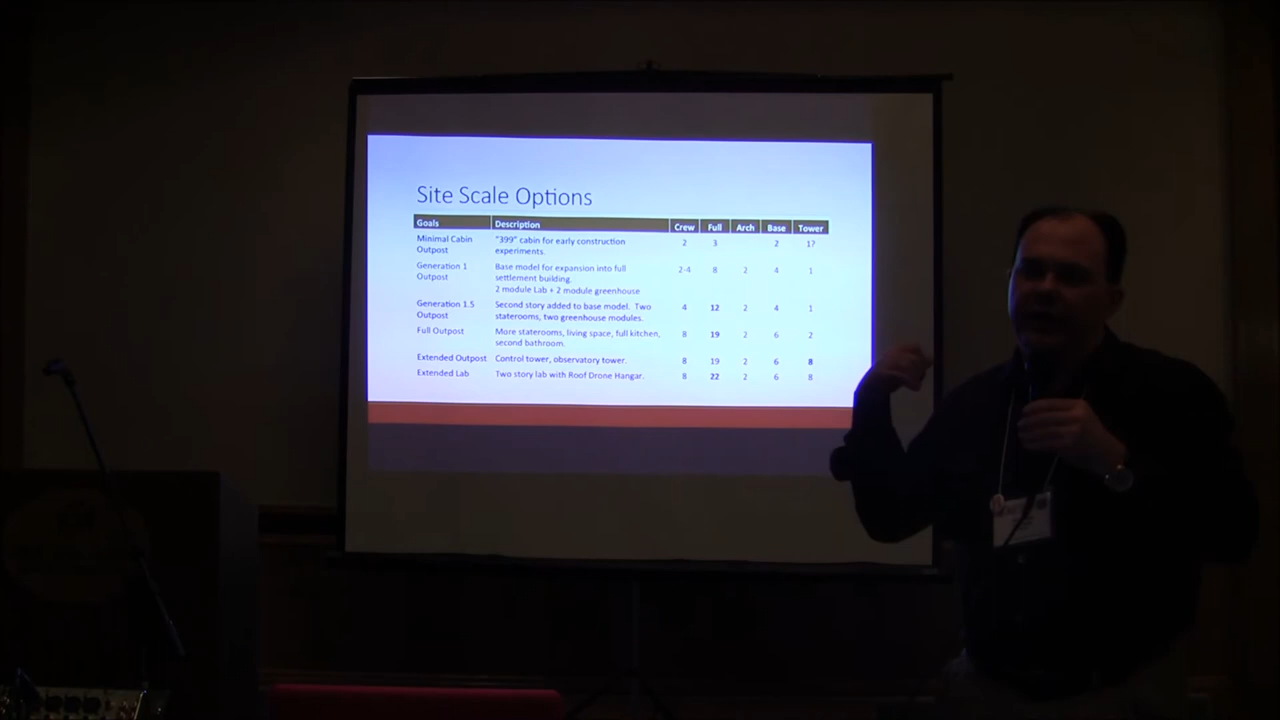 Site Scale Options
Goals Description Crew Full Arch Base Tower
Minimal Cabin "399" cabin for early construction 2 3 2 1?
Outpost experiments.
Generation 1 Base model for expansion into full 2-4 8 2 4 1
Outpost settlement building.
2 module Lab + 2 module greenhouse
Generation 1.5 Second story added to base model. Two 4 12 2 4 1
Outpost staterooms, two greenhouse modules.
Full Outpost More staterooms, living space, full kitchen, 8 19 2 6 2
second bathroom.
Extended Outpost Control tower, observatory tower. 8 19 2 6 8
Extended Lab Two story lab with Roof Drone Hangar. 8 22 2 6 8